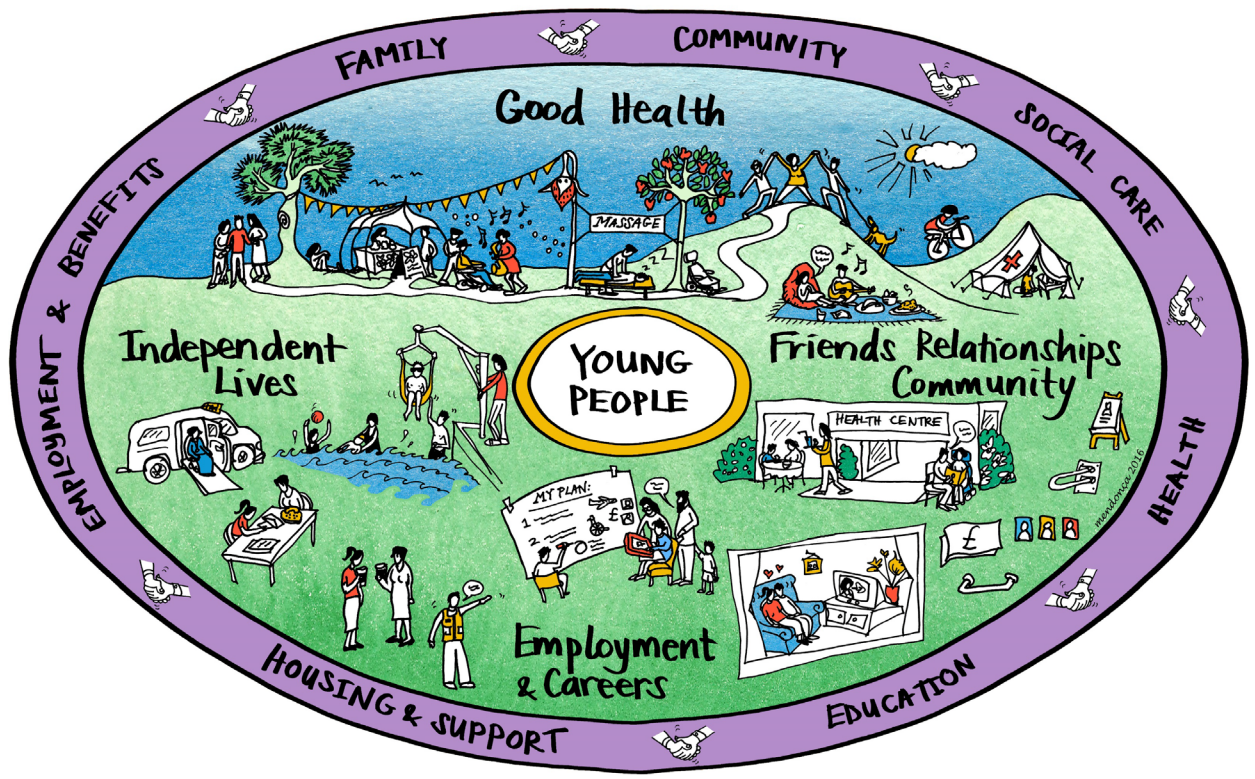 FAMILY
COMMUNITY
SOCIAL CARE
HEALTH
EDUCATION
HOUSING & SUPPORT
EMPLOYMENT & BENEFITS
Good Health
MASSAGE
Independent
Lives
YOUNG
PEOPLE
Friends Relationships
Community
HEALTH CENTRE
MY PLAN:
1
2
£
£
Employment
& Careers
mendonça 2016